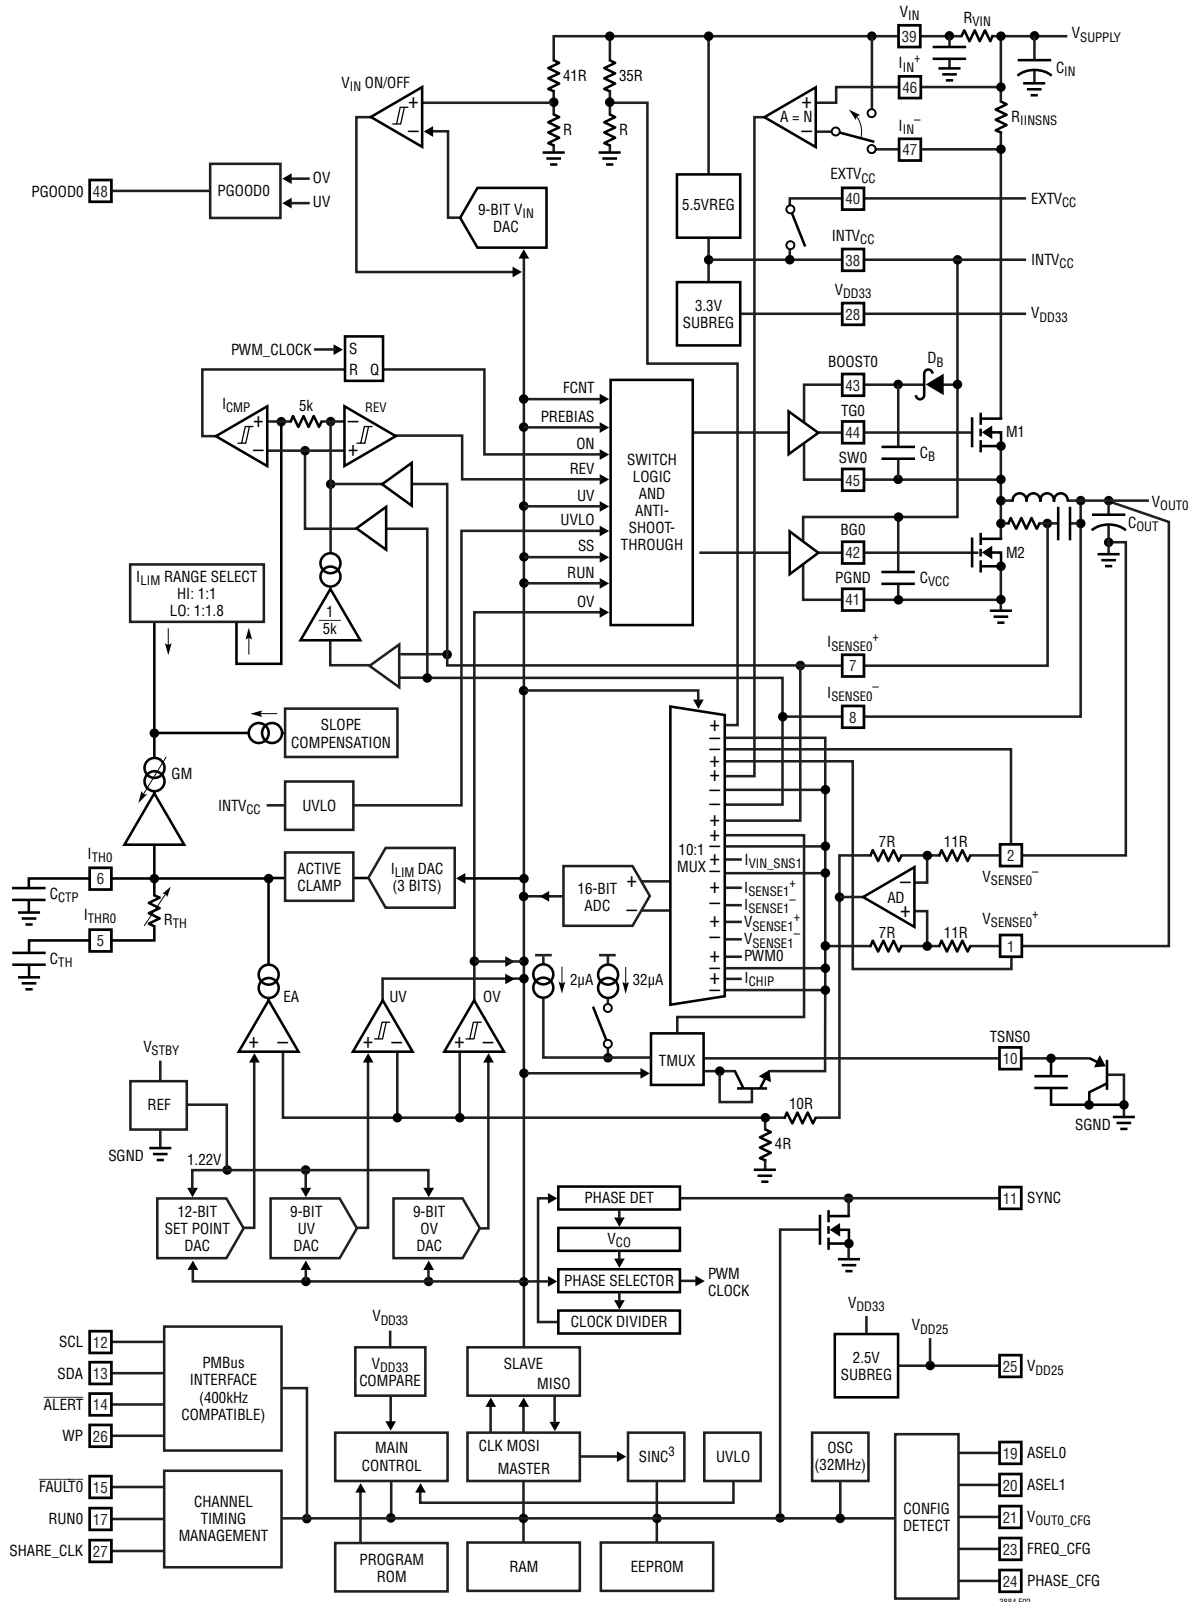 VIN
RVIN
VSUPPLY
39
CIN
IIN+
46
RIINSNS
IIN−
47
A = N
+
−
41R
35R
R
R
VIN ON/OFF
+
−
PGOOD0 48
PGOOD0
OV
UV
9-BIT VIN
DAC
5.5VREG
EXTVCC
40
EXTVCC
INTVCC
38
INTVCC
3.3V
SUBREG
VDD33
28
VDD33
PWM_CLOCK
S
R Q
ICMP
5k
REV
+
−
−
+
FCNT
PREBIAS
ON
REV
UV
UVLO
SS
RUN
OV
SWITCH
LOGIC
AND
ANTI-
SHOOT-
THROUGH
BOOST0
43
DB
TG0
44
M1
CB
SW0
45
VOUT0
COUT
BG0
42
M2
PGND
41
CVCC
ILIM RANGE SELECT
HI: 1:1
LO: 1:1.8
1
5k
ISENSE0+
7
ISENSE0−
8
SLOPE
COMPENSATION
GM
INTVCC
UVLO
+
−
−
+
+
−
−
+
+
−
+
−
+
−
+
−
+
−
+
−
10:1
MUX
IVIN_SNS1
ISENSE1+
ISENSE1−
VSENSE1+
VSENSE1−
PWM0
ICHIP
7R
11R
2
VSENSE0−
AD
−
+
7R
11R
VSENSE0+
1
ITH0
6
CCTP
ACTIVE
CLAMP
ILIM DAC
(3 BITS)
16-BIT
ADC
+
−
ITHR0
5
RTH
CTH
EA
+ −
UV
+ −
OV
+ −
2µA
32µA
TMUX
TSNS0
10
SGND
VSTBY
REF
SGND
1.22V
10R
4R
12-BIT
SET POINT
DAC
9-BIT
UV
DAC
9-BIT
OV
DAC
PHASE DET
VCO
PHASE SELECTOR
CLOCK DIVIDER
PWM
CLOCK
11 SYNC
VDD33
VDD25
2.5V
SUBREG
25 VDD25
SCL 12
SDA 13
ALERT 14
WP 26
PMBus
INTERFACE
(400kHz
COMPATIBLE)
VDD33
VDD33
COMPARE
SLAVE
MISO
MAIN
CONTROL
CLK MOSI
MASTER
SINC3
UVLO
OSC
(32MHz)
FAULT0 15
RUN0 17
SHARE_CLK 27
CHANNEL
TIMING
MANAGEMENT
PROGRAM
ROM
RAM
EEPROM
CONFIG
DETECT
19 ASEL0
20 ASEL1
21 VOUT0_CFG
23 FREQ_CFG
24 PHASE_CFG
3884 F02